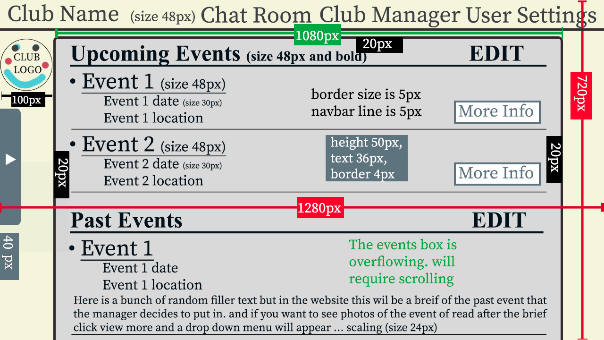 Club Name (size 48px) Chat Room Club Manager User Settings
1080px
20px
CLUB
LOGO
100px
Upcoming Events (size 48px and bold) EDIT
• Event 1 (size 48px)
Event 1 date (size 30px)
Event 1 location
border size is 5px
navbar line is 5px
More Info
720px
• Event 2 (size 48px)
Event 2 date (size 30px)
Event 2 location
height 50px,
text 36px,
border 4px
More Info
20px
20px
1280px
40 px
Past Events EDIT
• Event 1
Event 1 date
Event 1 location
The events box is
overflowing. will
require scrolling
Here is a bunch of random filler text but in the website this wil be a breif of the past event that
the manager decides to put in. and if you want to see photos of the event of read after the brief
click view more and a drop down menu will appear ... scaling (size 24px)